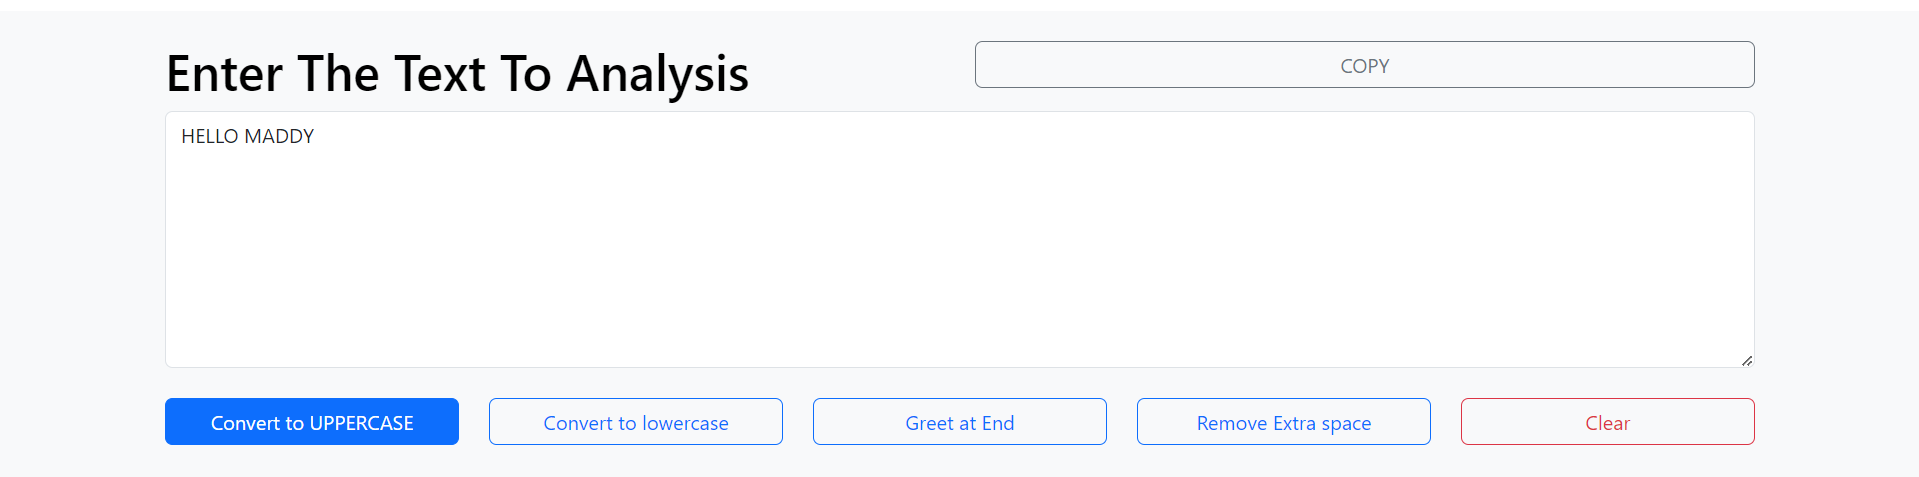 Enter The Text To Analysis
COPY
HELLO MADDY
Convert to UPPERCASE
Convert to lowercase
Greet at End
Remove Extra space
Clear